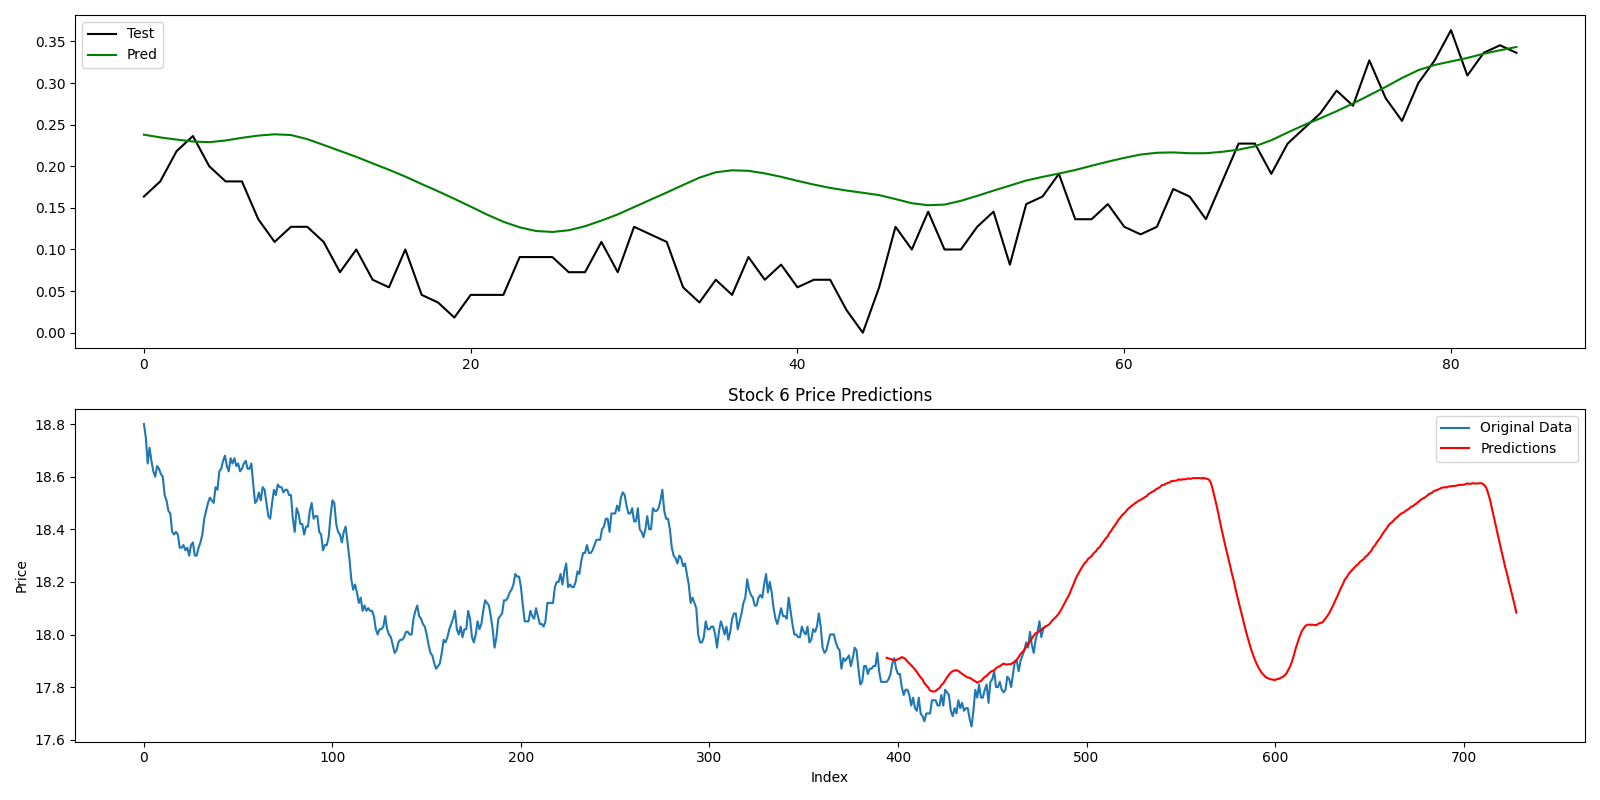 Test
Pred
0.35
0.30
0.25
0.20
0.15
0.10
0.05
0.00
0 20 40 60 80
Stock 6 Price Predictions
Original Data
Predictions
18.8
18.6
18.4
18.2
18.0
17.8
17.6
Price
0 100 200 300 400 500 600 700
Index